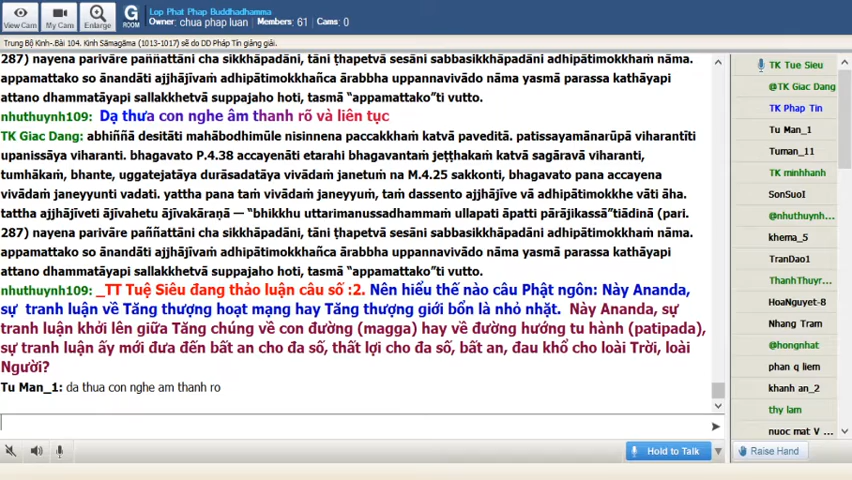 Lop Phat Phap Buddhadhamma
Owner: chua phap luan Members: 61 Cams: 0
View Cam
My Cam
Enlarge
G
ROOM
Trung Bộ Kinh-.Bài 104. Kinh Sāmagāma (1013-1017) sẽ do DD Pháp Tín giảng giải.
287) nayena parivāre paññattāni cha sikkhāpadāni, tāni ṭhapetvā sesāni sabbasikkhāpadāni adhipātimokkhaṁ nāma.
appamattako so ānandāti ajjhājīvaṁ adhipātimokkhañca ārabbha uppannavivādo nāma yasmā parassa kathāyapi
attano dhammatāyapi sallakkhetvā suppajaho hoti, tasmā “appamattako”ti vutto.
nhuthuynh109: Dạ thưa con nghe âm thanh rõ và liên tục
TK Giac Dang: abhiññā desitāti mahābodhimūle nisinnena paccakkhaṁ katvā paveditā. patissayamānarūpā viharantīti
upanissāya viharanti. bhagavato P.4.38 accayenāti etarahi bhagavantaṁ jeṭṭhakaṁ katvā sagāravā viharanti,
tumhākaṁ, bhante, uggatejatāya durāsadatāya vivādaṁ janetuṁ na M.4.25 sakkonti, bhagavato pana accayena
vivādaṁ janeyyunti vadati. yattha pana taṁ vivādaṁ janeyyuṁ, taṁ dassento ajjhājīve vā adhipātimokkhe vāti āha.
tattha ajjhājīveti ājīvahetu ājīvakāraṇā — “bhikkhu uttarimanussadhammaṁ ullapati āpatti pārājikassā”tiādinā (pari.
287) nayena parivāre paññattāni cha sikkhāpadāni, tāni ṭhapetvā sesāni sabbasikkhāpadāni adhipātimokkhaṁ nāma.
appamattako so ānandāti ajjhājīvaṁ adhipātimokkhañca ārabbha uppannavivādo nāma yasmā parassa kathāyapi
attano dhammatāyapi sallakkhetvā suppajaho hoti, tasmā “appamattako”ti vutto.
nhuthuynh109: _TT Tuệ Siêu đang thảo luận câu số :2. Nên hiểu thế nào câu Phật ngôn: Này Ananda,
sự tranh luận về Tăng thượng hoạt mạng hay Tăng thượng giới bổn là nhỏ nhặt. Này Ananda, sự
tranh luận khởi lên giữa Tăng chúng về con đường (magga) hay về đường hướng tu hành (patipada),
sự tranh luận ấy mới đưa đến bất an cho đa số, thất lợi cho đa số, bất an, đau khổ cho loài Trời, loài
Người?
Tu Man_1: da thua con nghe am thanh ro
Hold to Talk
TK Tue Sieu
@TK Giac Dang
TK Phap Tin
Tu Man_1
Tuman_11
TK minhhanh
SonSuoI
@nhuthuynh...
khema_5
TranDao1
ThanhThuyr...
HoaNguyet-8
Nhang Tram
@hongnhat
phan q liem
khanh an_2
thy lam
nuoc mat V ...
Raise Hand